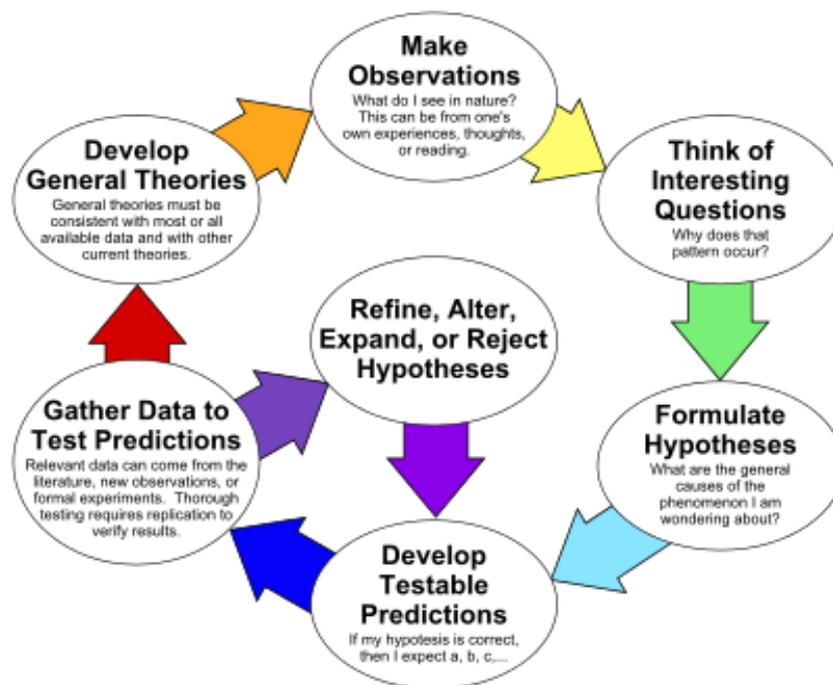 Make
Observations
What do I see in nature?
This can be from one's
own experiences, thoughts,
or reading.
Think of
Interesting
Questions
Why does that
pattern occur?
Formulate
Hypotheses
What are the general
causes of the
phenomenon I am
wondering about?
Develop
Testable
Predictions
If my hypotesis is correct,
then I expect a, b, c,...
Gather Data to
Test Predictions
Relevant data can come from the
literature, new observations, or
formal experiments. Thorough
testing requires replication to
verify results.
Refine, Alter,
Expand, or Reject
Hypotheses
Develop
General Theories
General theories must be
consistent with most or all
available data and with other
current theories.